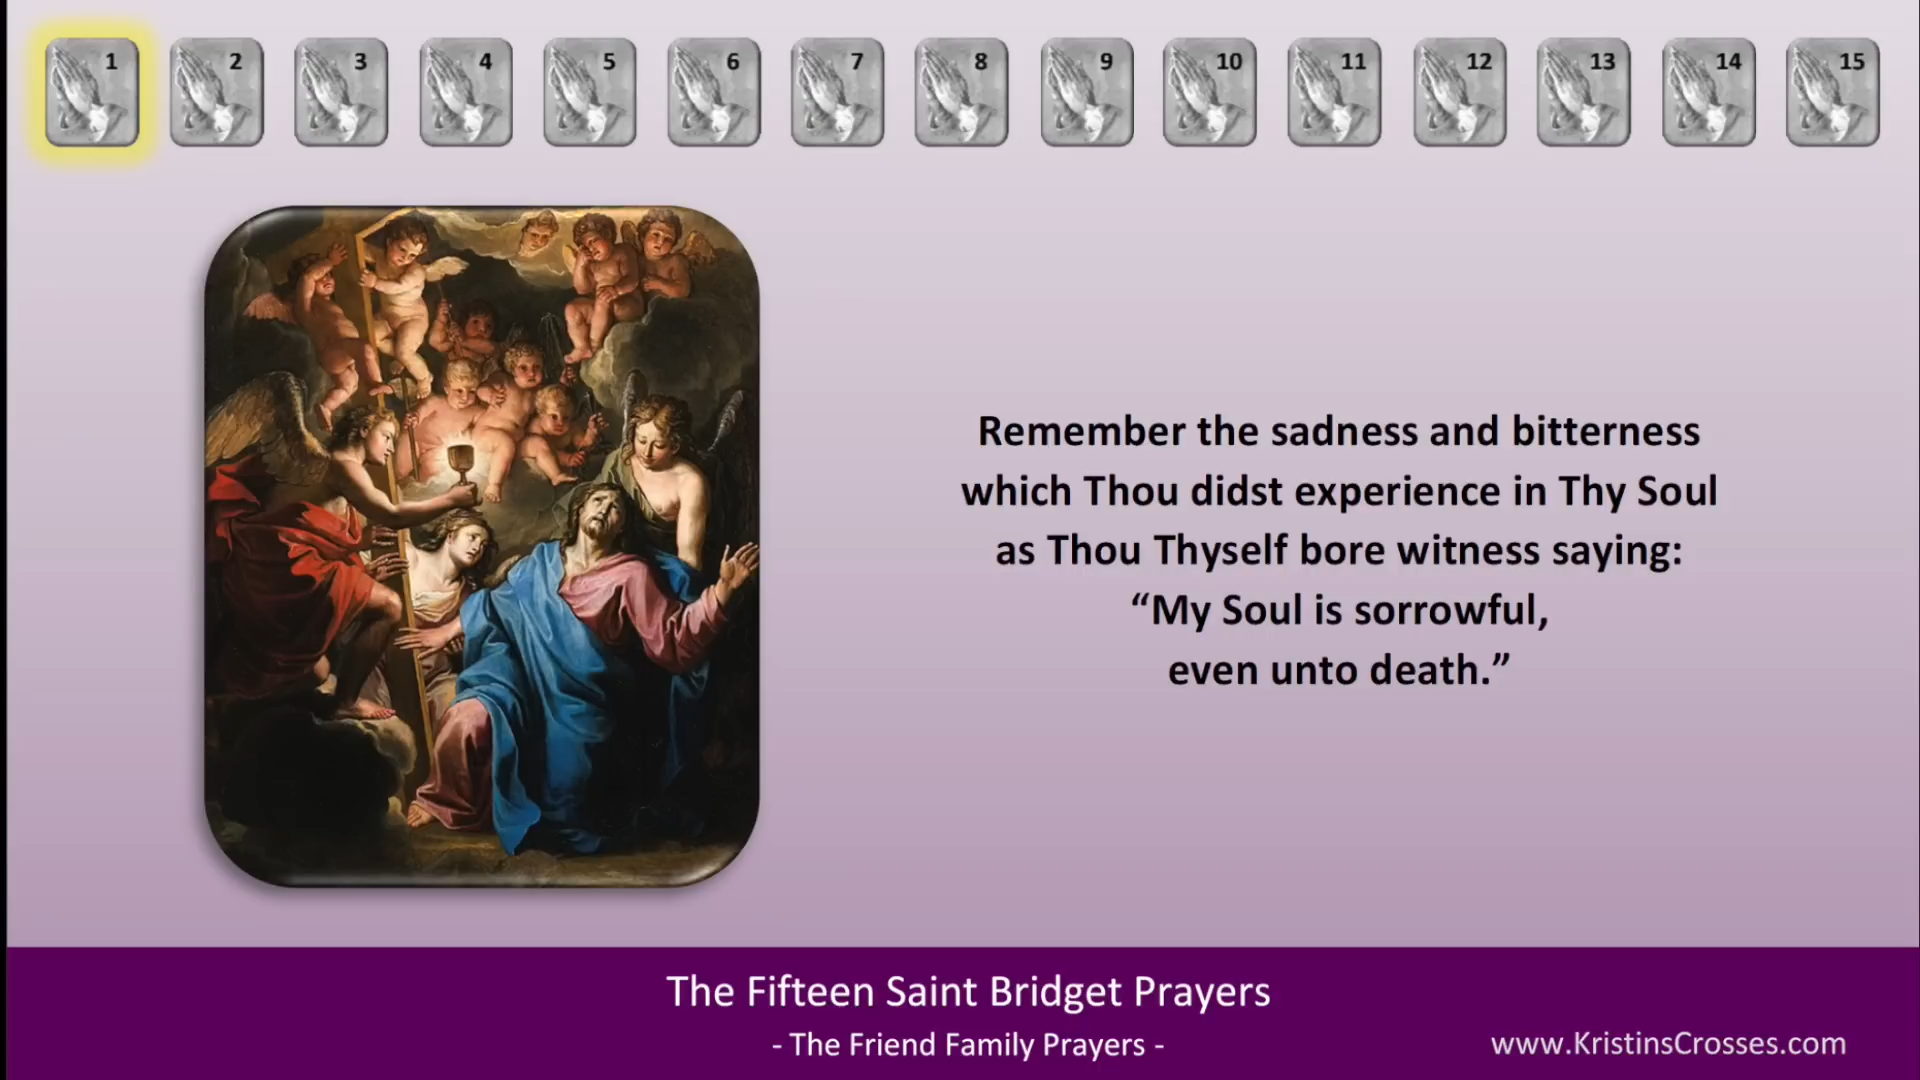 1 2 3 4 5 6 7 8 9 10 11 12 13 14 15
Remember the sadness and bitterness
which Thou didst experience in Thy Soul
as Thou Thyself bore witness saying:
“My Soul is sorrowful,
even unto death.”
The Fifteen Saint Bridget Prayers
- The Friend Family Prayers -
www.KristinsCrosses.com